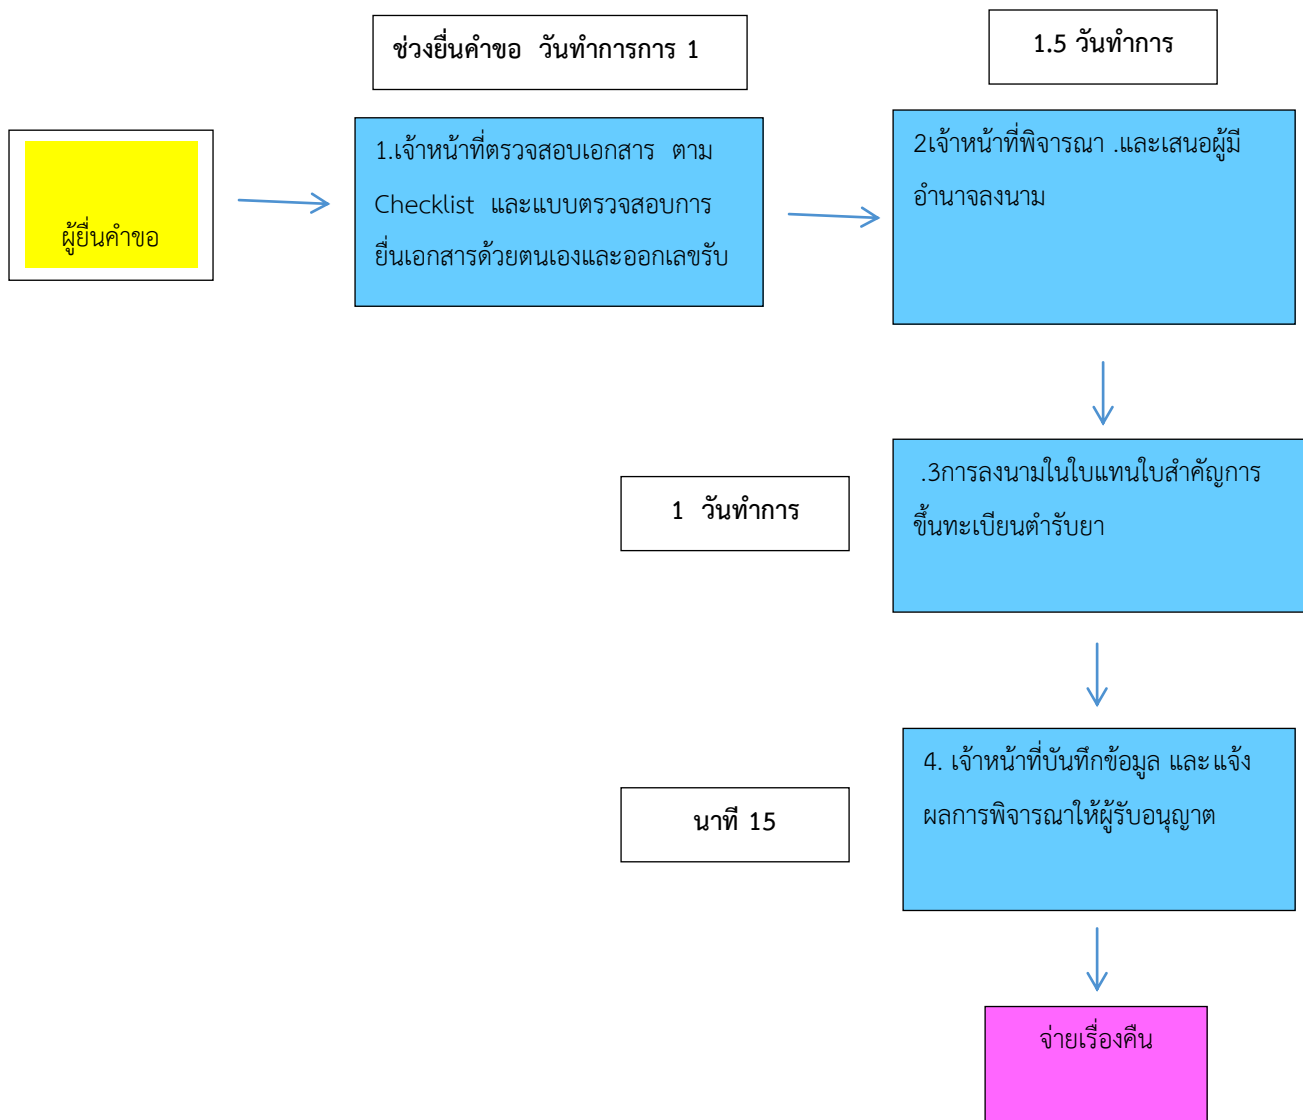 ช่วงยื่นคำขอ วันทำการการ 1
1.5 วันทำการ
ผู้ยื่นคำขอ
1.เจ้าหน้าที่ตรวจสอบเอกสาร ตาม
Checklist และแบบตรวจสอบการ
ยื่นเอกสารด้วยตนเองและออกเลขรับ
2เจ้าหน้าที่พิจารณา .และเสนอผู้มี
อำนาจลงนาม
1 วันทำการ
.3การลงนามในใบแทนใบสำคัญการ
ขึ้นทะเบียนตำรับยา
นาที 15
4. เจ้าหน้าที่บันทึกข้อมูล และแจ้ง
ผลการพิจารณาให้ผู้รับอนุญาต
จ่ายเรื่องคืน